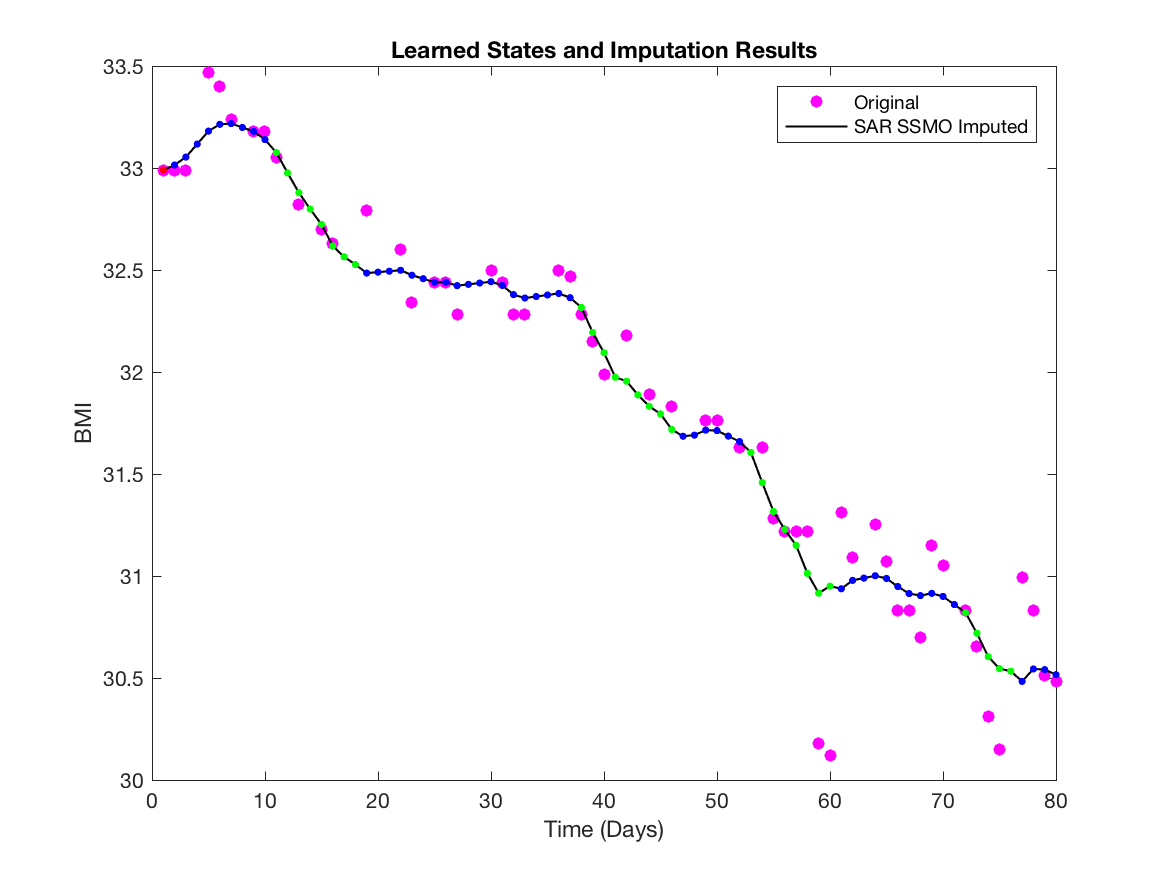 Learned States and Imputation Results
33.5
33
32.5
32
31.5
31
30.5
30
BMI
Original
SAR SSMO Imputed
0 10 20 30 40 50 60 70 80
Time (Days)